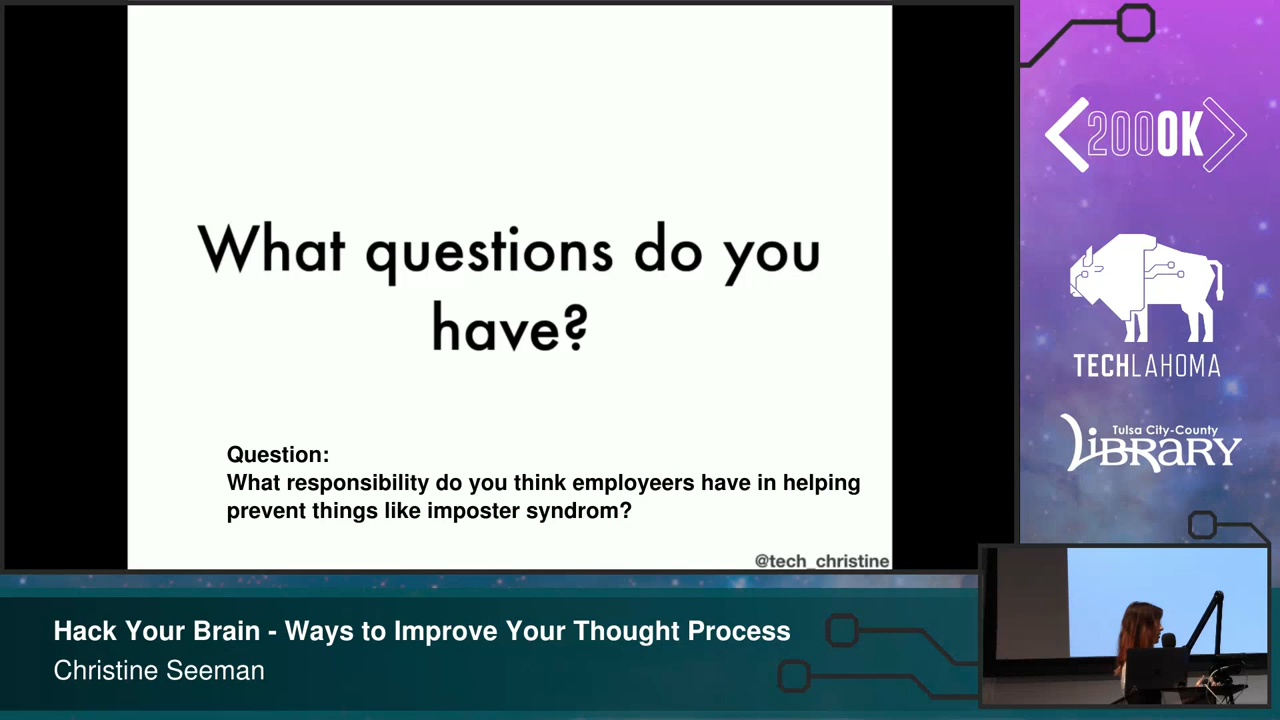 What questions do you
have?
Question:
What responsibility do you think employeers have in helping
prevent things like imposter syndrom?
@tech_christine
200OK
TECHLAHOMA
Tulsa City-County
LIBRARY
Hack Your Brain - Ways to Improve Your Thought Process
Christine Seeman